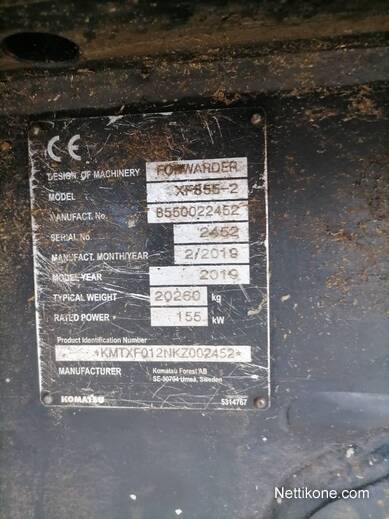 CE
DESIGN OF MACHINERY FORWARDER
MODEL XF855-2
MANUFACT. No. B550022452
SERIAL No. 2452
MANUFACT. MONTH/YEAR 2/2019
MODEL YEAR 2019
TYPICAL WEIGHT 20260 kg
RATED POWER 155 kW
Product Identification Number
*KMTXF012NKZ002452*
MANUFACTURER Komatsu Forest AB
SE-90704 Umeå, Sweden
KOMATSU 5314767
Nettikone.com